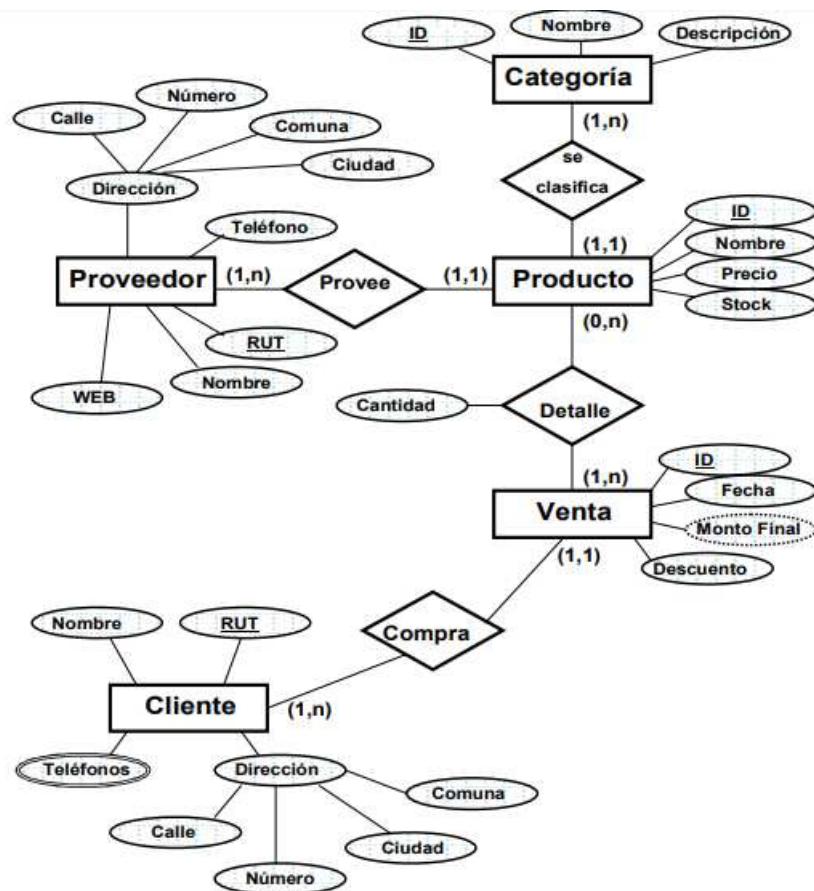 ID
Nombre
Descripción
Categoría
(1,n)
se
clasifica
(1,1)
Calle
Número
Comuna
Ciudad
Dirección
Teléfono
Proveedor
(1,n)
Provee
(1,1)
Producto
ID
Nombre
Precio
Stock
(0,n)
RUT
Nombre
WEB
Cantidad
Detalle
(1,n)
Venta
ID
Fecha
Monto Final
Descuento
(1,1)
Compra
Nombre
RUT
Cliente
(1,n)
Teléfonos
Dirección
Comuna
Calle
Ciudad
Número